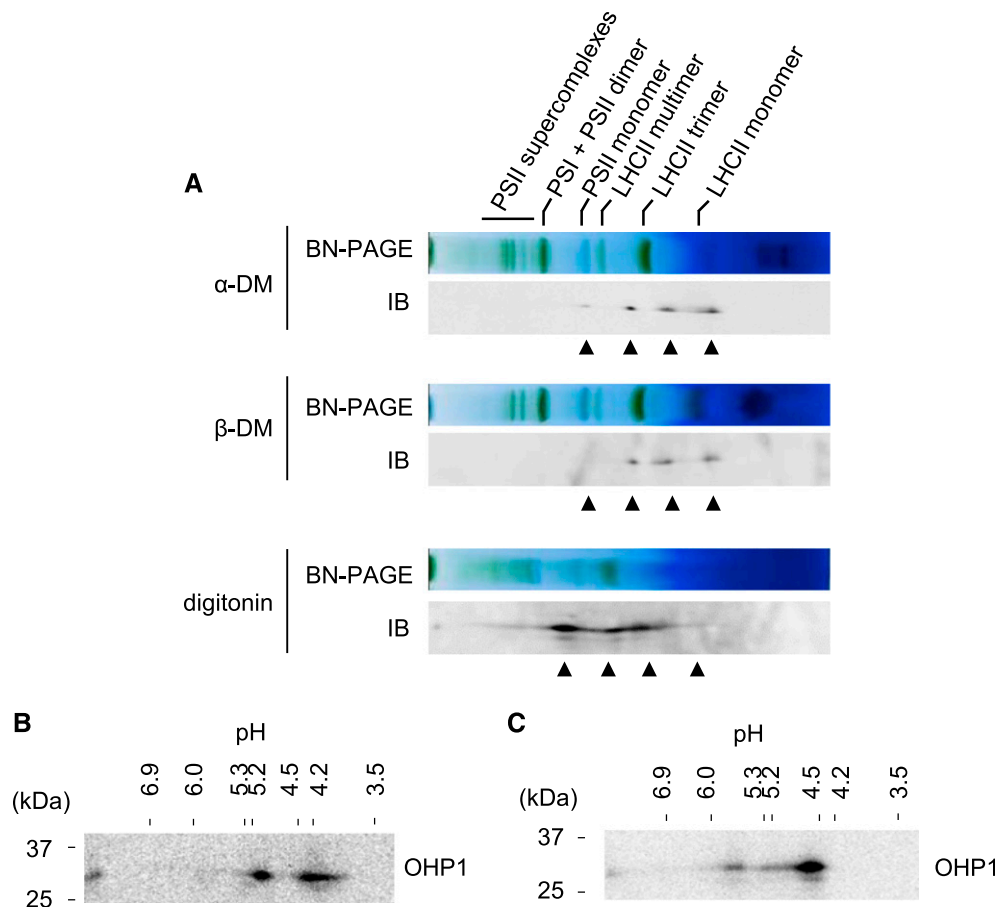 PSII supercomplexes
PSI + PSII dimer
PSII monomer
LHCII multimer
LHCII trimer
LHCII monomer
A
α-DM
BN-PAGE
IB
β-DM
BN-PAGE
IB
digitonin
BN-PAGE
IB
B
pH
(kDa)
6.9 6.0 5.3 5.2 4.5 4.2 3.5
37
25
OHP1
C
pH
(kDa)
6.9 6.0 5.3 5.2 4.5 4.2 3.5
37
25
OHP1